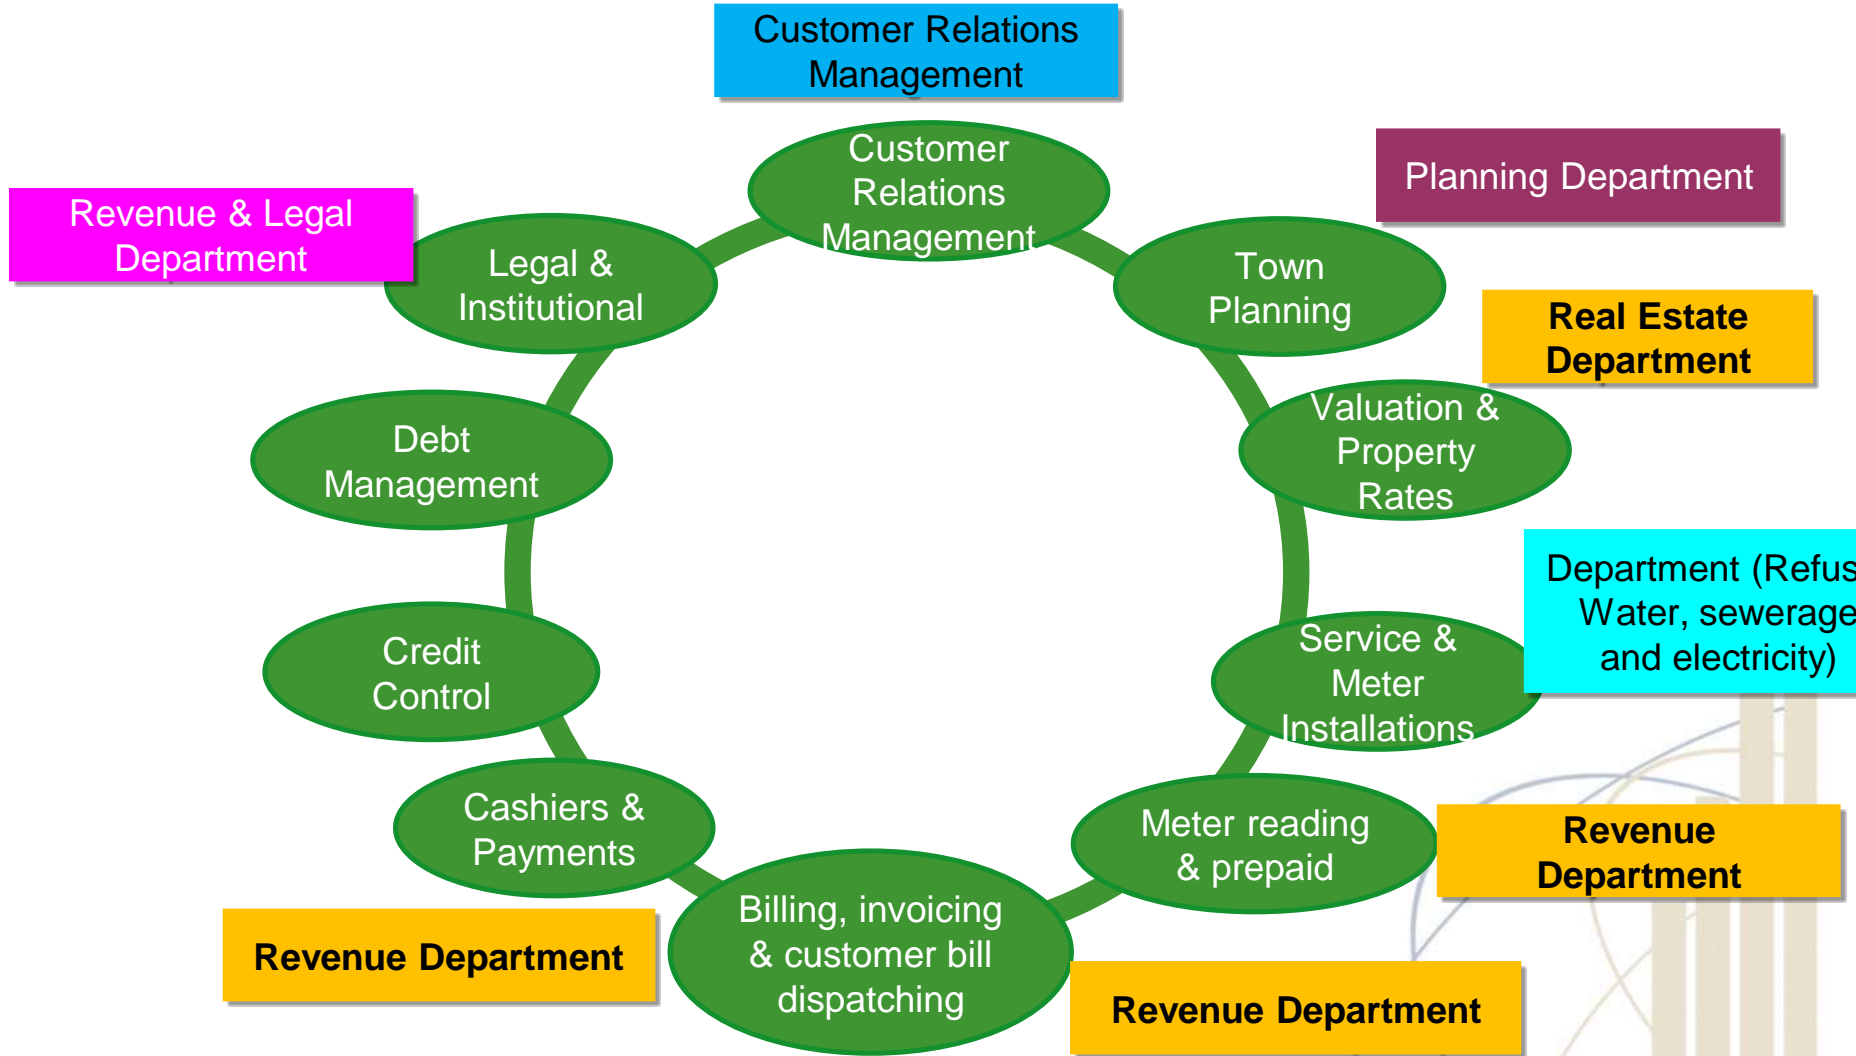 Customer Relations
Management
Customer
Relations
Management
Planning Department
Revenue & Legal
Department
Legal &
Institutional
Town
Planning
Real Estate
Department
Valuation &
Property
Rates
Debt
Management
Department (Refus
Water, sewerage
and electricity)
Service &
Meter
Installations
Credit
Control
Meter reading
& prepaid
Revenue
Department
Cashiers &
Payments
Billing, invoicing
& customer bill
dispatching
Revenue Department
Revenue Department